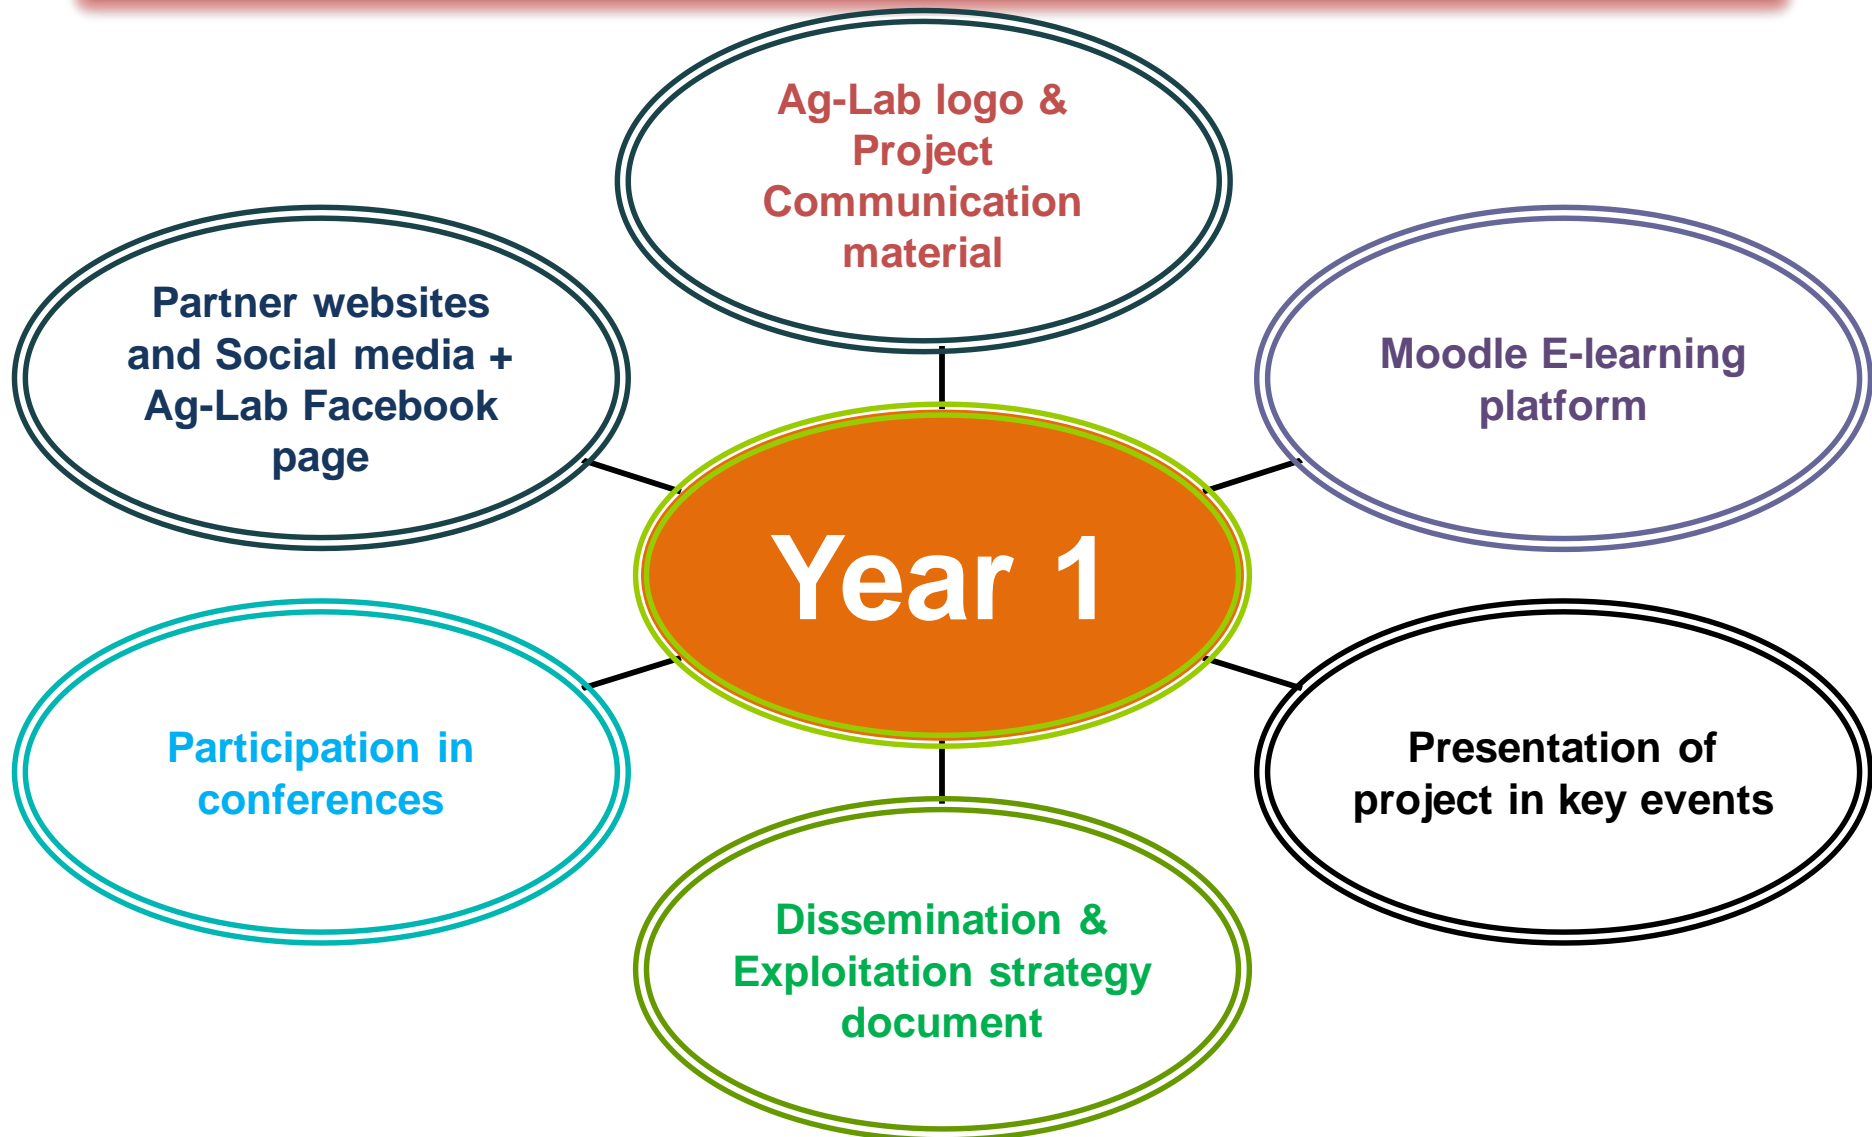 Ag-Lab logo &
Project
Communication
material
Partner websites
and Social media +
Ag-Lab Facebook
page
Moodle E-learning
platform
Year 1
Participation in
conferences
Presentation of
project in key events
Dissemination &
Exploitation strategy
document